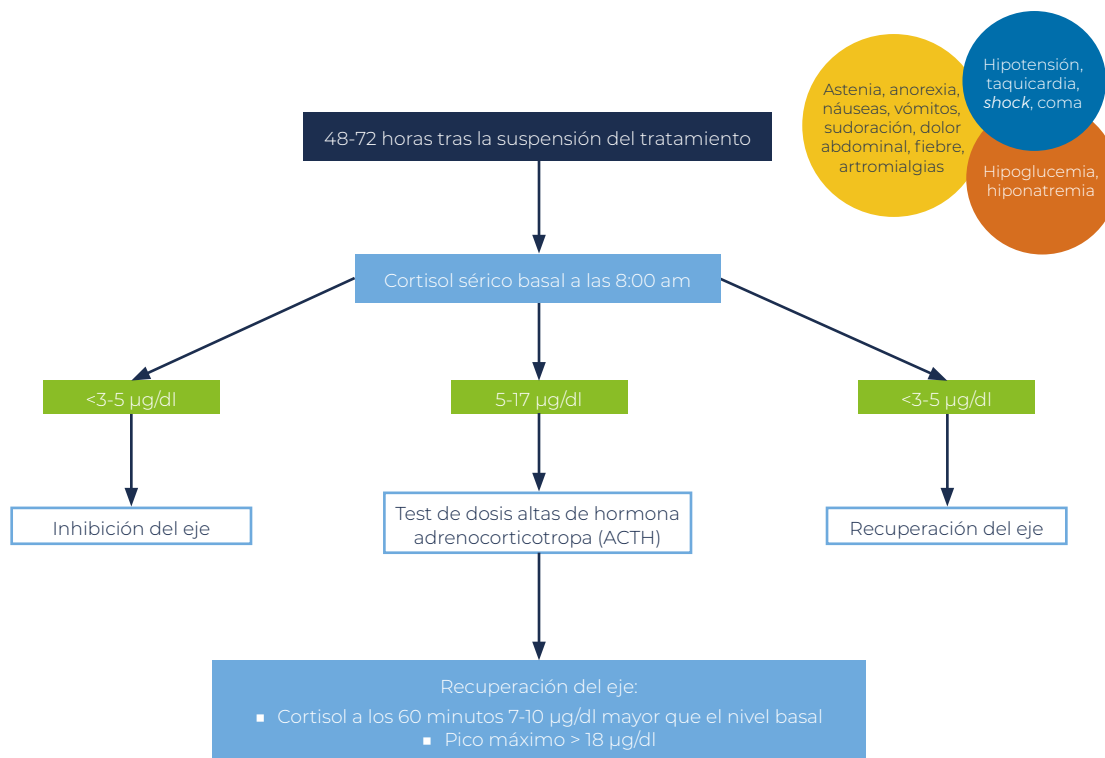 Astenia, anorexia,
náuseas, vómitos,
sudoración, dolor
abdominal, fiebre,
artromialgias
Hipotensión,
taquicardia,
shock, coma
Hipoglucemia,
hiponatremia
48-72 horas tras la suspensión del tratamiento
Cortisol sérico basal a las 8:00 am
<3-5 µg/dl
5-17 µg/dl
<3-5 µg/dl
Inhibición del eje
Test de dosis altas de hormona
adrenocorticotropa (ACTH)
Recuperación del eje
Recuperación del eje:
▪ Cortisol a los 60 minutos 7-10 µg/dl mayor que el nivel basal
▪ Pico máximo > 18 µg/dl